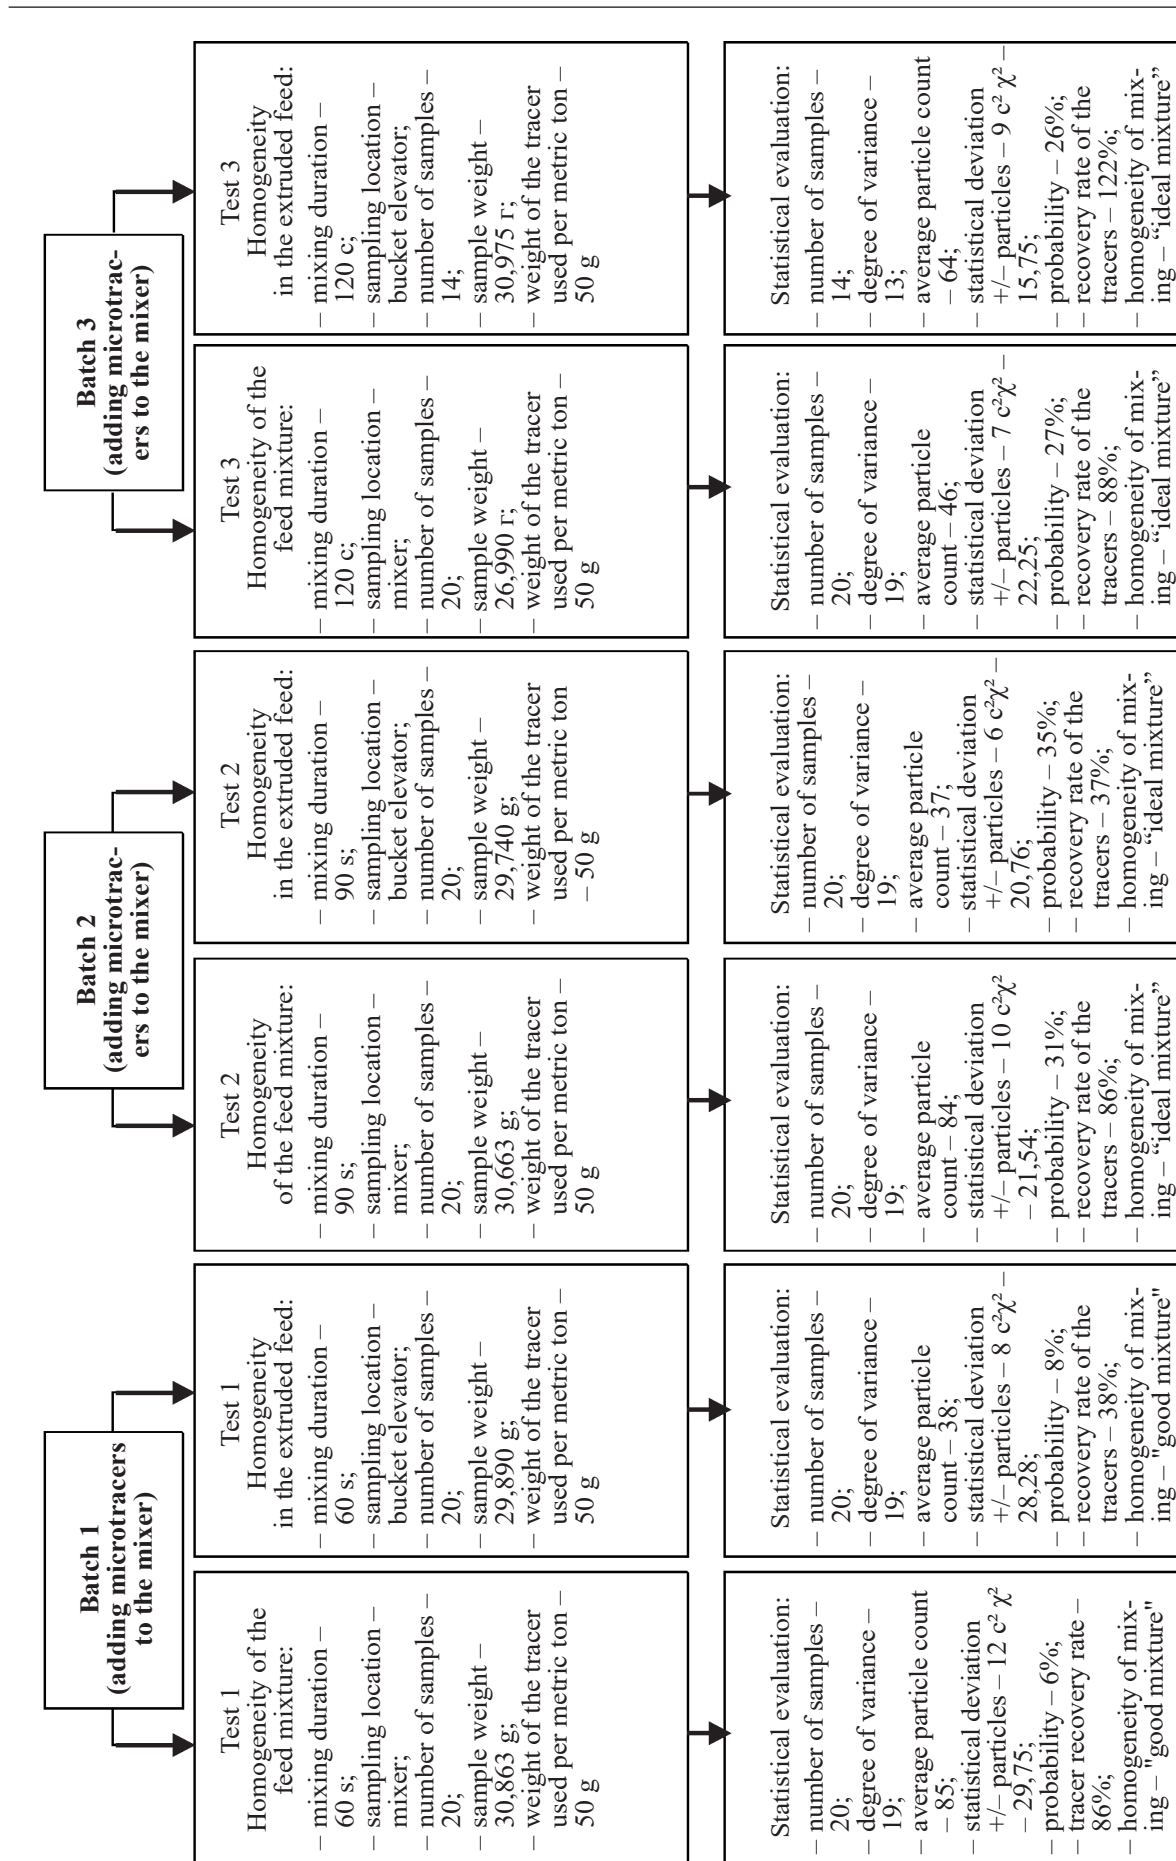 Batch 1
(adding microtracers
to the mixer)
Test 1
Homogeneity of the
feed mixture:
– mixing duration –
60 s;
– sampling location –
mixer;
– number of samples –
20;
– sample weight –
30,863 g;
– weight of the tracer
used per metric ton –
50 g
Statistical evaluation:
– number of samples –
20;
– degree of variance –
19;
– average particle count
– 85;
– statistical deviation
+/– particles – 12 c² χ²
– 29,75;
– probability – 6%;
– tracer recovery rate –
86%;
– homogeneity of mix-
ing – "good mixture"
Test 1
Homogeneity
in the extruded feed:
– mixing duration –
60 s;
– sampling location –
bucket elevator;
– number of samples –
20;
– sample weight –
29,890 g;
– weight of the tracer
used per metric ton –
50 g
Statistical evaluation:
– number of samples –
20;
– degree of variance –
19;
– average particle
count – 38;
– statistical deviation
+/– particles – 8 c²χ² –
28,28;
– probability – 8%;
– recovery rate of the
tracers – 38%;
– homogeneity of mix-
ing – "good mixture"
Batch 2
(adding microtrac-
ers to the mixer)
Test 2
Homogeneity
of the feed mixture:
– mixing duration –
90 s;
– sampling location –
mixer;
– number of samples –
20;
– sample weight –
30,663 g;
– weight of the tracer
used per metric ton –
50 g
Statistical evaluation:
– number of samples –
20;
– degree of variance –
19;
– average particle
count – 84;
– statistical deviation
+/– particles – 10 c²χ²
– 21,54;
– probability – 31%;
– recovery rate of the
tracers – 86%;
– homogeneity of mix-
ing – “ideal mixture”
Test 2
Homogeneity
in the extruded feed:
– mixing duration –
90 s;
– sampling location –
bucket elevator;
– number of samples –
20;
– sample weight –
29,740 g;
– weight of the tracer
used per metric ton
– 50 g
Statistical evaluation:
– number of samples –
20;
– degree of variance –
19;
– average particle
count – 37;
– statistical deviation
+/– particles – 6 c²χ² –
20,76;
– probability – 35%;
– recovery rate of the
tracers – 37%;
– homogeneity of mix-
ing – “ideal mixture”
Batch 3
(adding microtrac-
ers to the mixer)
Test 3
Homogeneity of the
feed mixture:
– mixing duration –
120 c;
– sampling location –
mixer;
– number of samples –
20;
– sample weight –
26,990 г;
– weight of the tracer
used per metric ton –
50 g
Statistical evaluation:
– number of samples –
20;
– degree of variance –
19;
– average particle
count – 46;
– statistical deviation
+/– particles – 7 c²χ² –
22,25;
– probability – 27%;
– recovery rate of the
tracers – 88%;
– homogeneity of mix-
ing – “ideal mixture”
Test 3
Homogeneity
in the extruded feed:
– mixing duration –
120 c;
– sampling location –
bucket elevator;
– number of samples –
14;
– sample weight –
30,975 г;
– weight of the tracer
used per metric ton –
50 g
Statistical evaluation:
– number of samples –
14;
– degree of variance –
13;
– average particle count
– 64;
– statistical deviation
+/– particles – 9 c² χ² –
15,75;
– probability – 26%;
– recovery rate of the
tracers – 122%;
– homogeneity of mix-
ing – “ideal mixture”